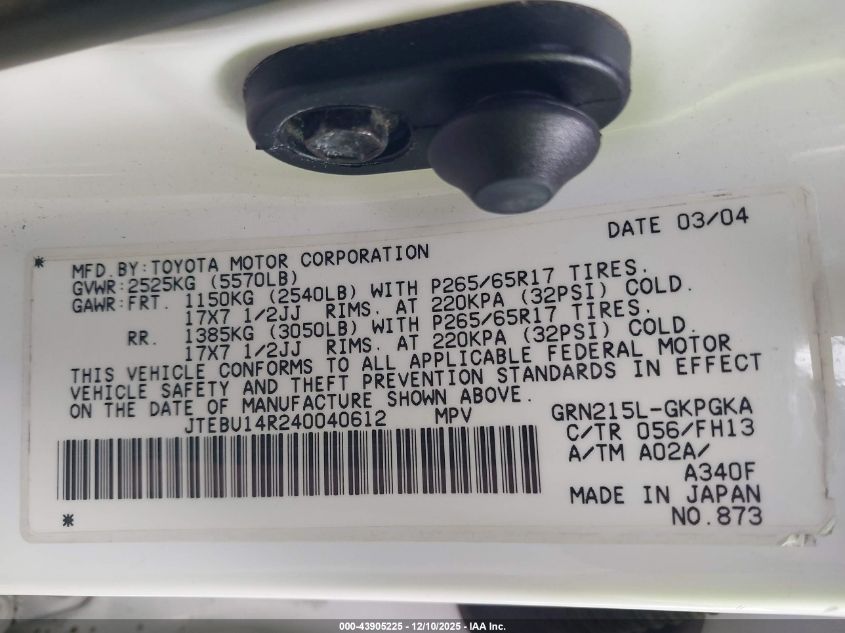 DATE 03/04
* MFD.BY:TOYOTA MOTOR CORPORATION
GVWR:2525KG (5570LB)
GAWR:FRT. 1150KG (2540LB) WITH P265/65R17 TIRES.
17X7 1/2JJ RIMS. AT 220KPA (32PSI) COLD.
RR. 1385KG (3050LB) WITH P265/65R17 TIRES.
17X7 1/2JJ RIMS. AT 220KPA (32PSI) COLD.
THIS VEHICLE CONFORMS TO ALL APPLICABLE FEDERAL MOTOR
VEHICLE SAFETY AND THEFT PREVENTION STANDARDS IN EFFECT
ON THE DATE OF MANUFACTURE SHOWN ABOVE.
JTEBU14R240040612 MPV GRN215L-GKPGKA
C/TR 056/FH13
A/TM A02A/
A340F
MADE IN JAPAN
* NO.873
000-43905225 - 12/10/2025 - IAA Inc.